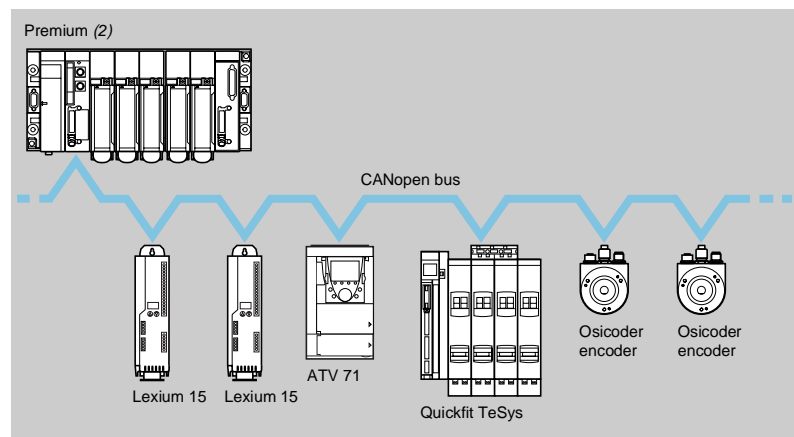 Premium (2)
CANopen bus
Osicoder
encoder
Osicoder
encoder
ATV 71
Lexium 15
Lexium 15
Quickfit TeSys